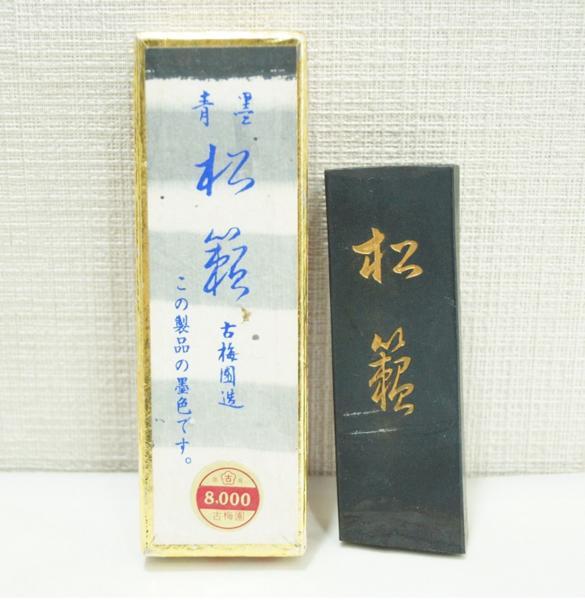 青墨
松籟
古梅園造
この製品の墨色です。
古
8,000
古梅園
松籟